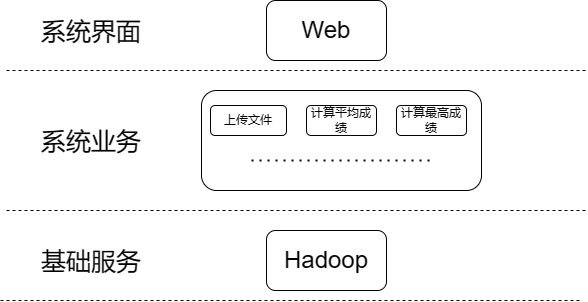 系统界面
Web
系统业务
上传文件
计算平均成
绩
计算最高成
绩
.......................
基础服务
Hadoop